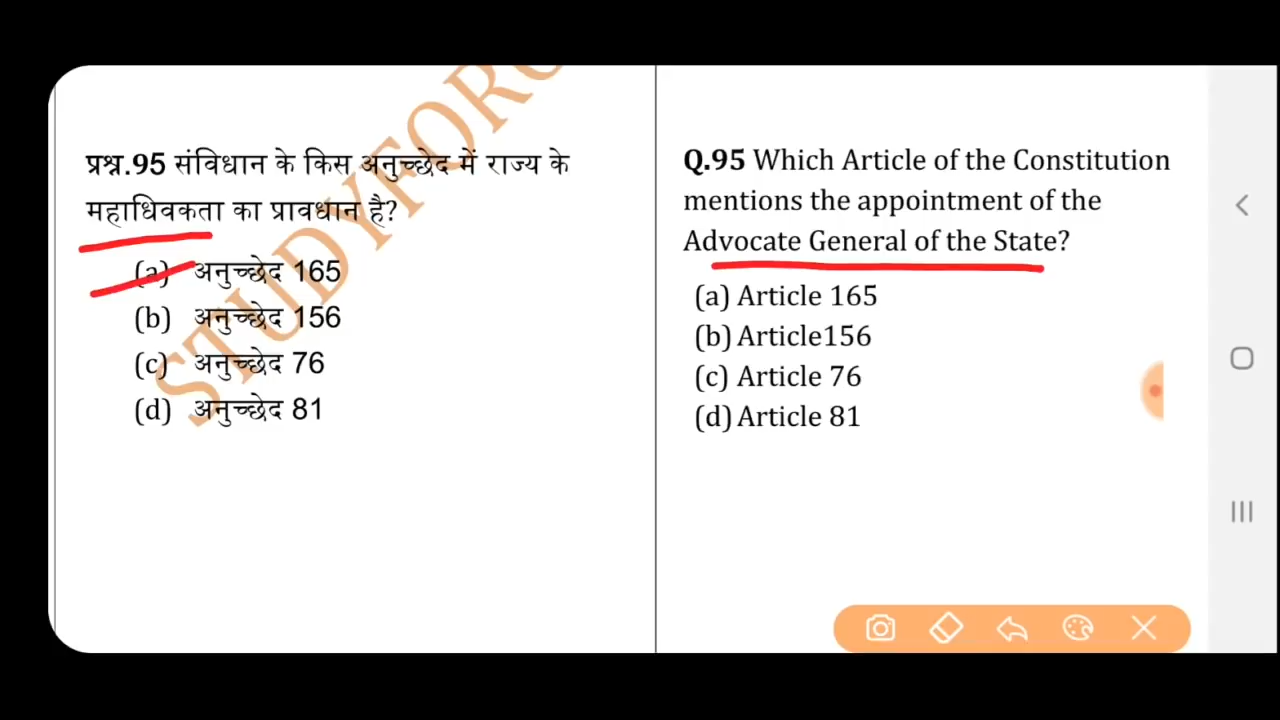 प्रश्न.95 संविधान के किस अनुच्छेद में राज्य के
महाधिवकता का प्रावधान है?
(a) अनुच्छेद 165
(b) अनुच्छेद 156
(c) अनुच्छेद 76
(d) अनुच्छेद 81
STUDYFORC
Q.95 Which Article of the Constitution
mentions the appointment of the
Advocate General of the State?
(a) Article 165
(b) Article156
(c) Article 76
(d) Article 81